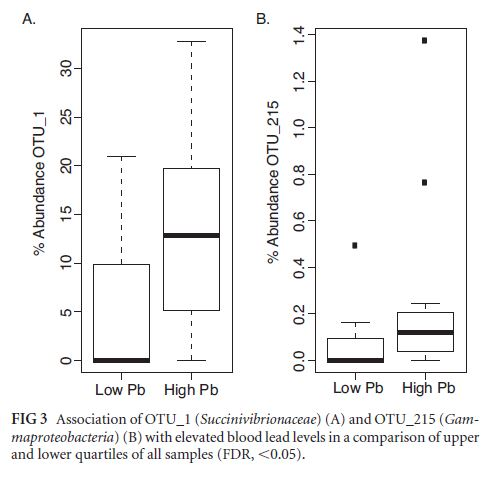 A.
B.
% Abundance OTU_1
0
5
10
15
20
25
30
Low Pb
High Pb
% Abundance OTU_215
0.0
0.2
0.4
0.6
0.8
1.0
1.2
1.4
Low Pb
High Pb
FIG 3 Association of OTU_1 (Succinivibrionaceae) (A) and OTU_215 (Gam-
maproteobacteria) (B) with elevated blood lead levels in a comparison of upper
and lower quartiles of all samples (FDR, <0.05).